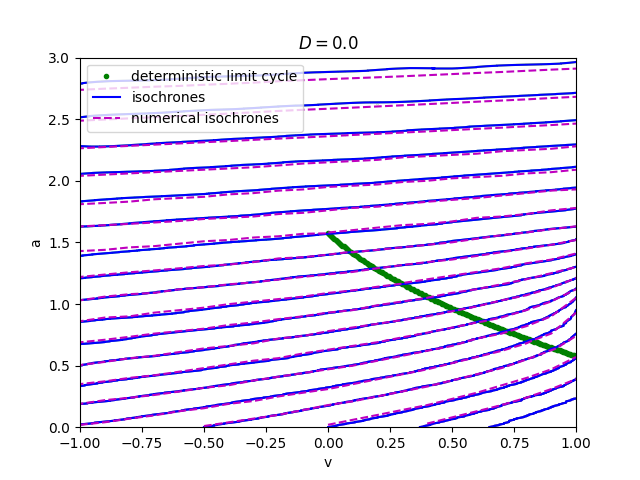 D = 0.0
deterministic limit cycle
isochrones
numerical isochrones
3.0
2.5
2.0
1.5
1.0
0.5
0.0
a
−1.00 −0.75 −0.50 −0.25 0.00 0.25 0.50 0.75 1.00
v